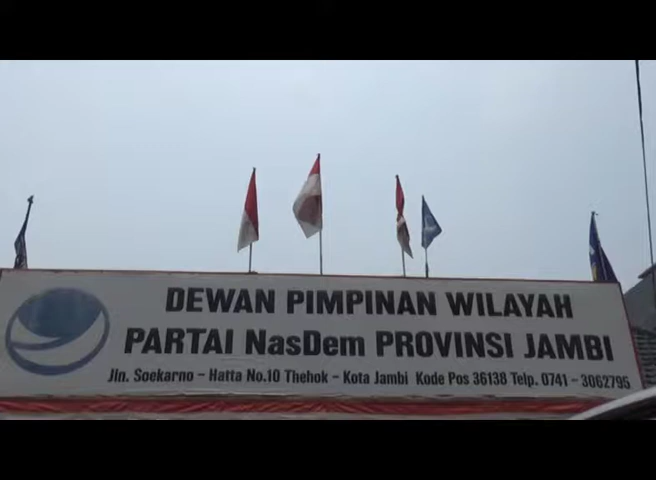 DEWAN PIMPINAN WILAYAH
PARTAI NasDem PROVINSI JAMBI
Jln. Soekarno - Hatta No.10 Thehok - Kota Jambi Kode Pos 36138 Telp. 0741 - 3062795